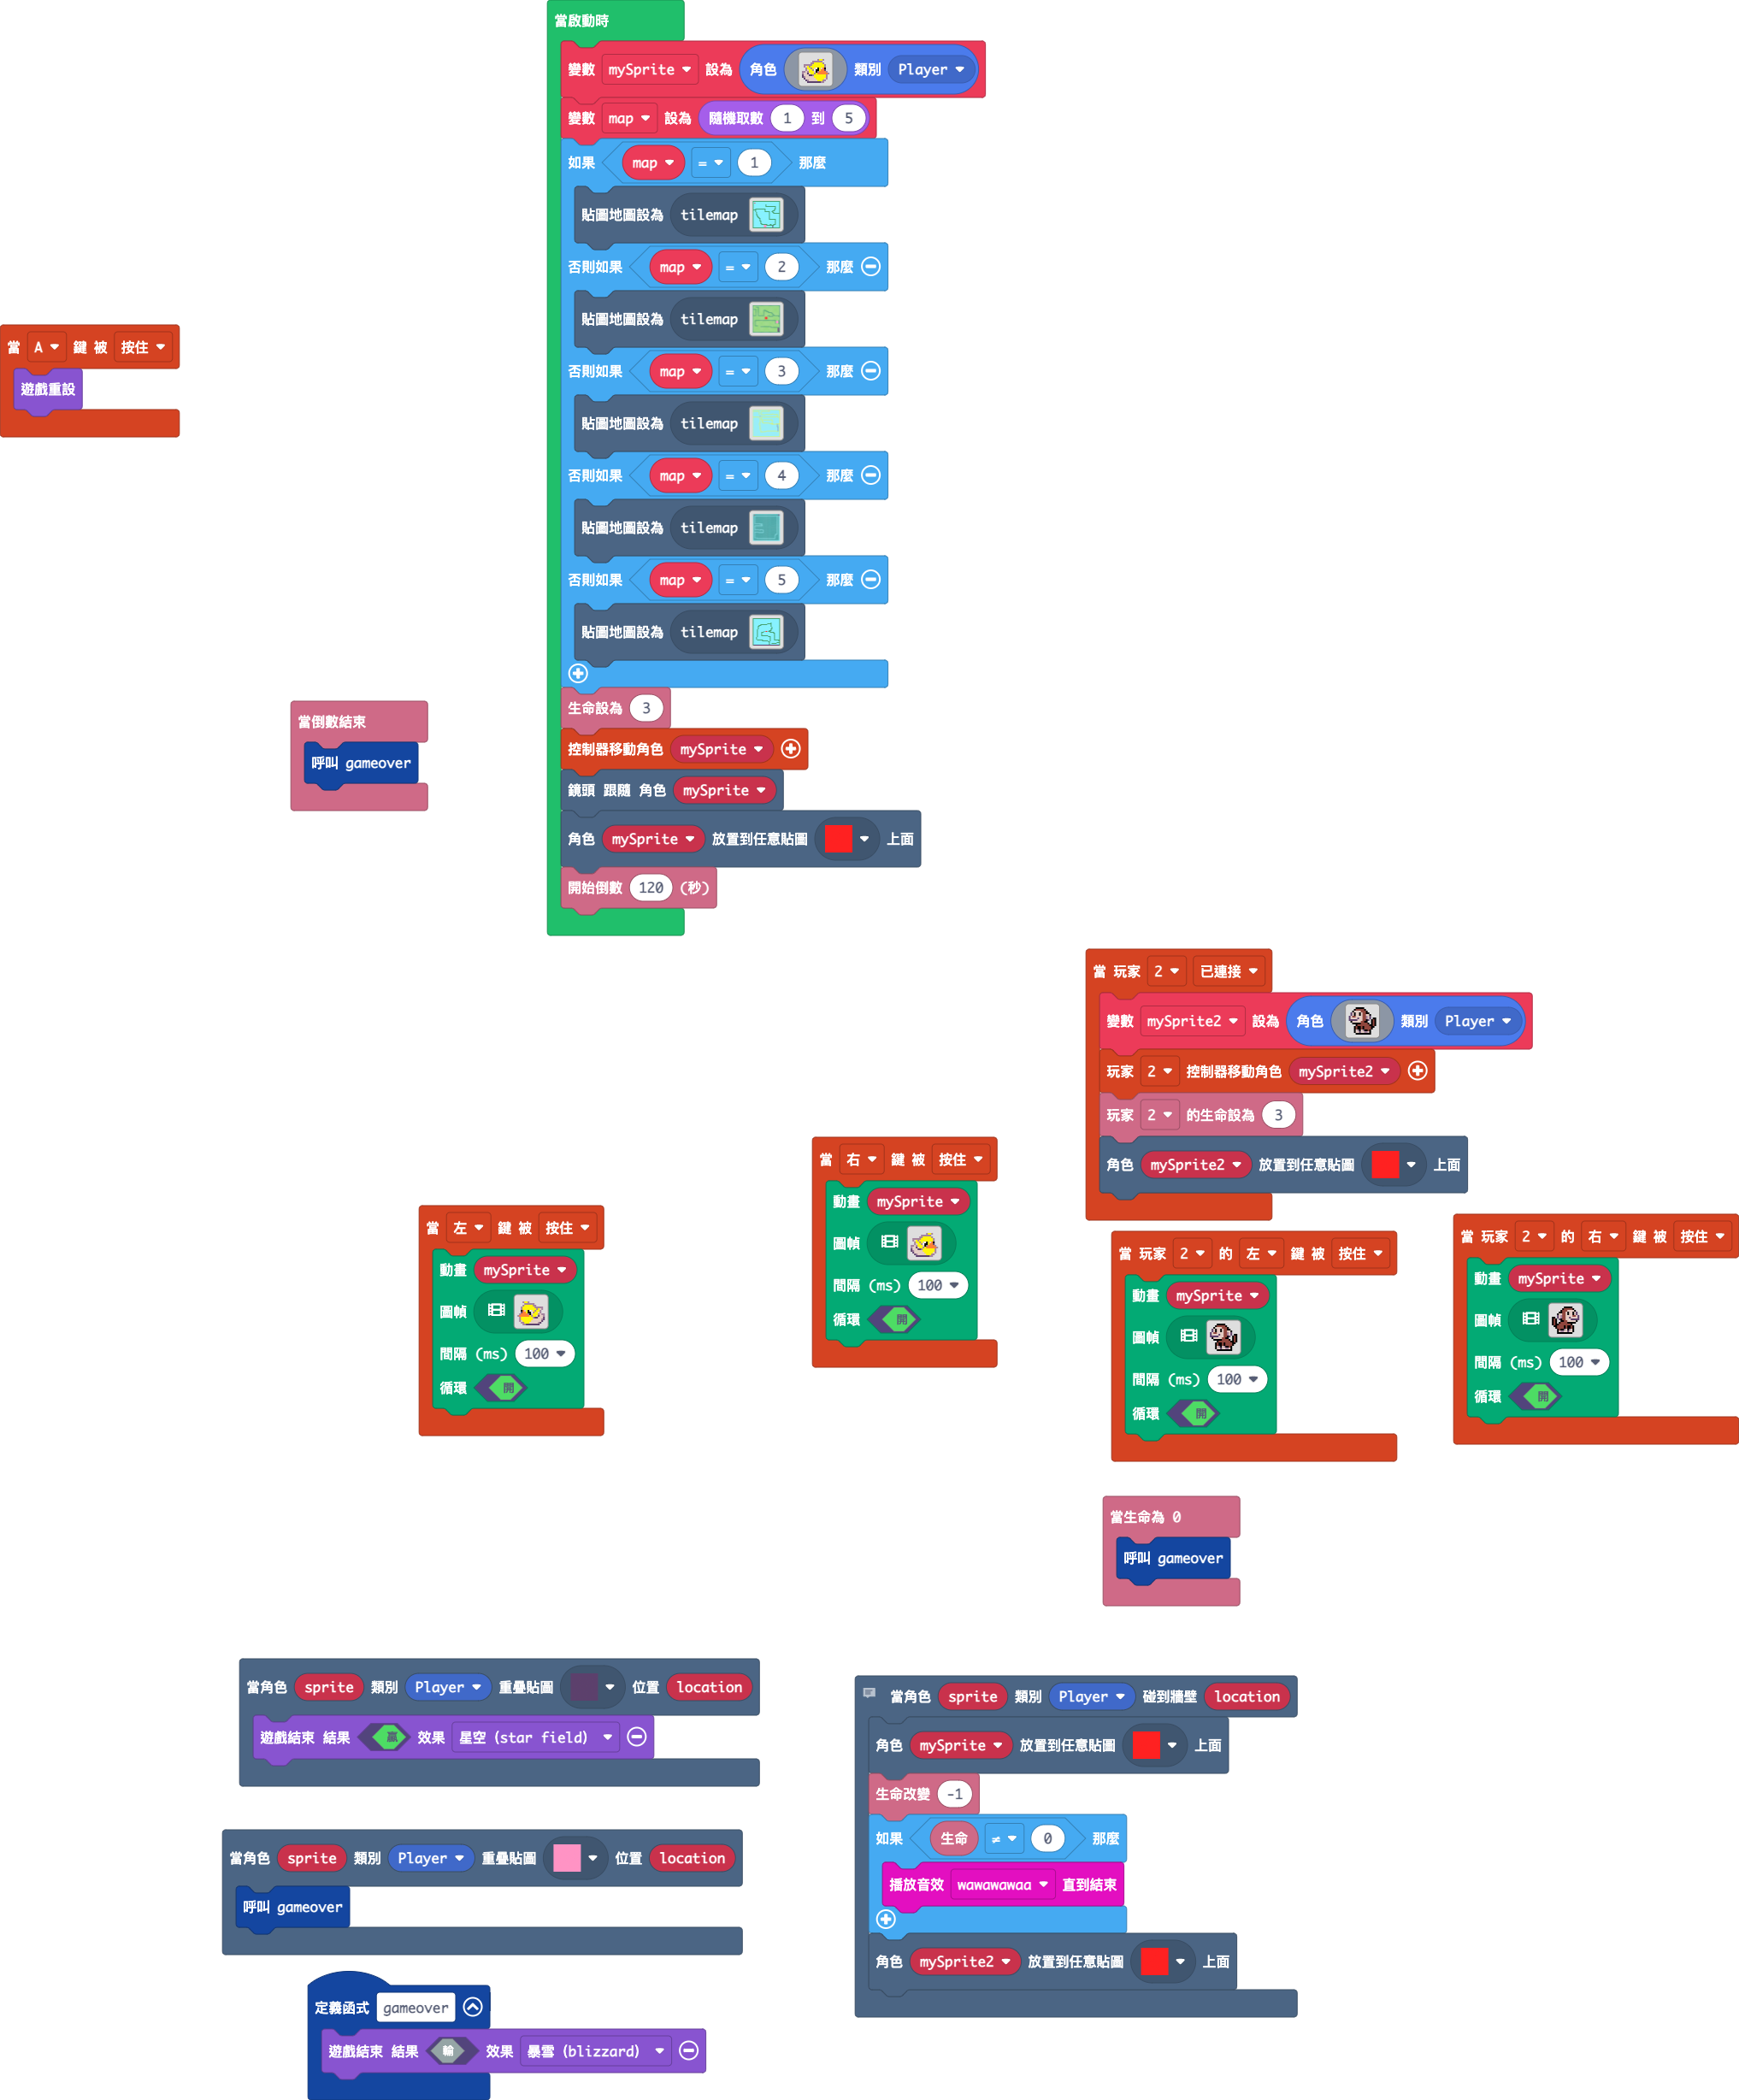 當啟動時
變數 mySprite 設為 角色 類別 Player
變數 map 設為 隨機取數 1 到 5
如果 map = 1 那麼
貼圖地圖設為 tilemap
否則如果 map = 2 那麼
貼圖地圖設為 tilemap
否則如果 map = 3 那麼
貼圖地圖設為 tilemap
否則如果 map = 4 那麼
貼圖地圖設為 tilemap
否則如果 map = 5 那麼
貼圖地圖設為 tilemap
生命設為 3
控制器移動角色 mySprite
鏡頭 跟隨 角色 mySprite
角色 mySprite 放置到任意貼圖 上面
開始倒數 120 (秒)
當 A 鍵 被 按住
遊戲重設
當倒數結束
呼叫 gameover
當 玩家 2 已連接
變數 mySprite2 設為 角色 類別 Player
玩家 2 控制器移動角色 mySprite2
玩家 2 的生命設為 3
角色 mySprite2 放置到任意貼圖 上面
當 左 鍵 被 按住
動畫 mySprite
圖幀
間隔 (ms) 100
循環 開
當 右 鍵 被 按住
動畫 mySprite
圖幀
間隔 (ms) 100
循環 開
當 玩家 2 的 左 鍵 被 按住
動畫 mySprite
圖幀
間隔 (ms) 100
循環 開
當 玩家 2 的 右 鍵 被 按住
動畫 mySprite
圖幀
間隔 (ms) 100
循環 開
當生命為 0
呼叫 gameover
當角色 sprite 類別 Player 重疊貼圖 位置 location
遊戲結束 結果 贏 效果 星空 (star field)
當角色 sprite 類別 Player 重疊貼圖 位置 location
呼叫 gameover
定義函式 gameover
遊戲結束 結果 輸 效果 暴雪 (blizzard)
當角色 sprite 類別 Player 碰到牆壁 location
角色 mySprite 放置到任意貼圖 上面
生命改變 -1
如果 生命 ≠ 0 那麼
播放音效 wawawawaa 直到結束
角色 mySprite2 放置到任意貼圖 上面